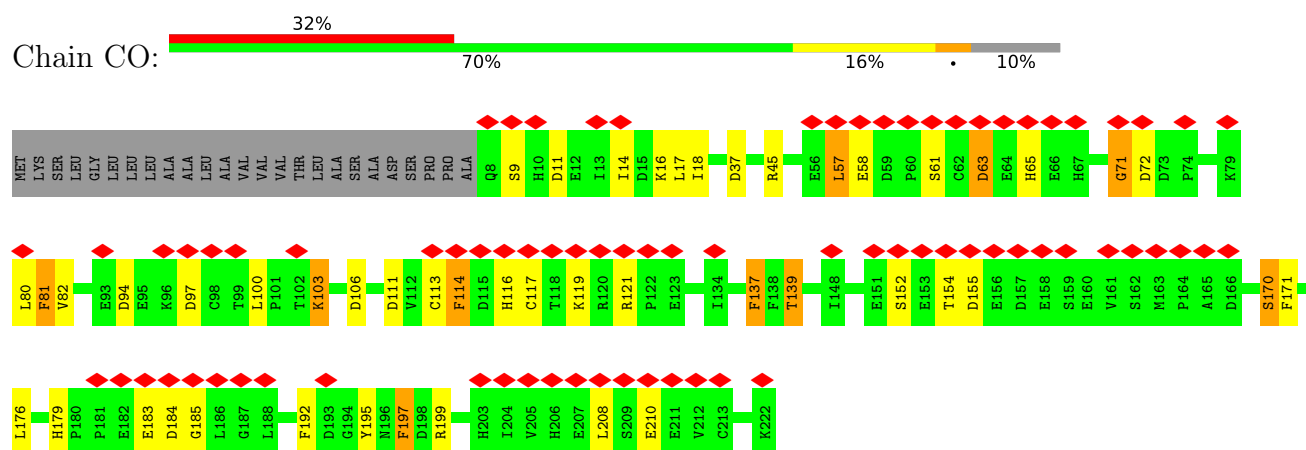 32%
Chain CO:
70% 16% • 10%
MET LYS SER LEU GLY LEU LEU LEU ALA ALA LEU ALA VAL VAL VAL THR LEU ALA SER ALA ASP SER PRO PRO ALA Q8 S9 H10 D11 E12 I13 I14 D15 K16 L17 I18 D37 R45 E56 L57 E58 D59 P60 S61 C62 D63 E64 H65 E66 H67 G71 D72 D73 P74 K79
L80 F81 V82 E93 D94 E95 K96 D97 C98 T99 L100 P101 T102 K103 D106 D111 V112 C113 F114 D115 H116 C117 T118 K119 R120 R121 P122 E123 I134 F137 F138 T139 I148 E151 S152 E153 T154 D155 E156 D157 E158 S159 E160 V161 S162 M163 P164 A165 D166 S170 F171
L176 H179 P180 P181 E182 E183 D184 G185 L186 G187 L188 F192 D193 G194 Y195 N196 F197 D198 R199 H203 I204 V205 H206 E207 L208 S209 E210 E211 V212 C213 K222